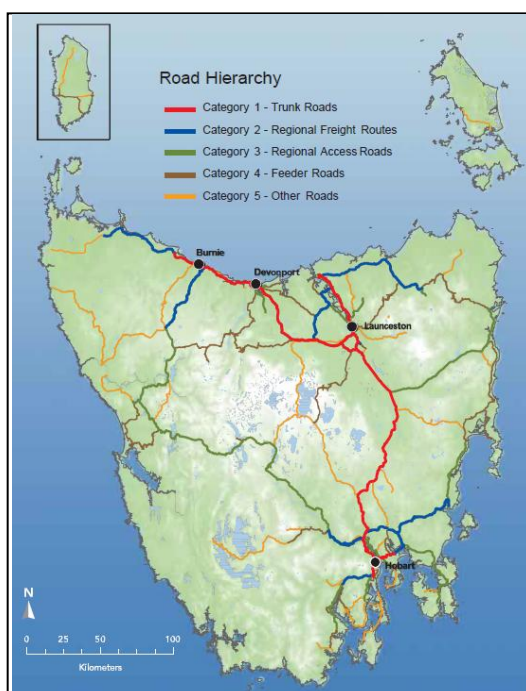 Road Hierarchy
Category 1 - Trunk Roads
Category 2 - Regional Freight Routes
Category 3 - Regional Access Roads
Category 4 - Feeder Roads
Category 5 - Other Roads
Burnie
Devonport
Launceston
Hobart
N
0 25 50 100
Kilometers